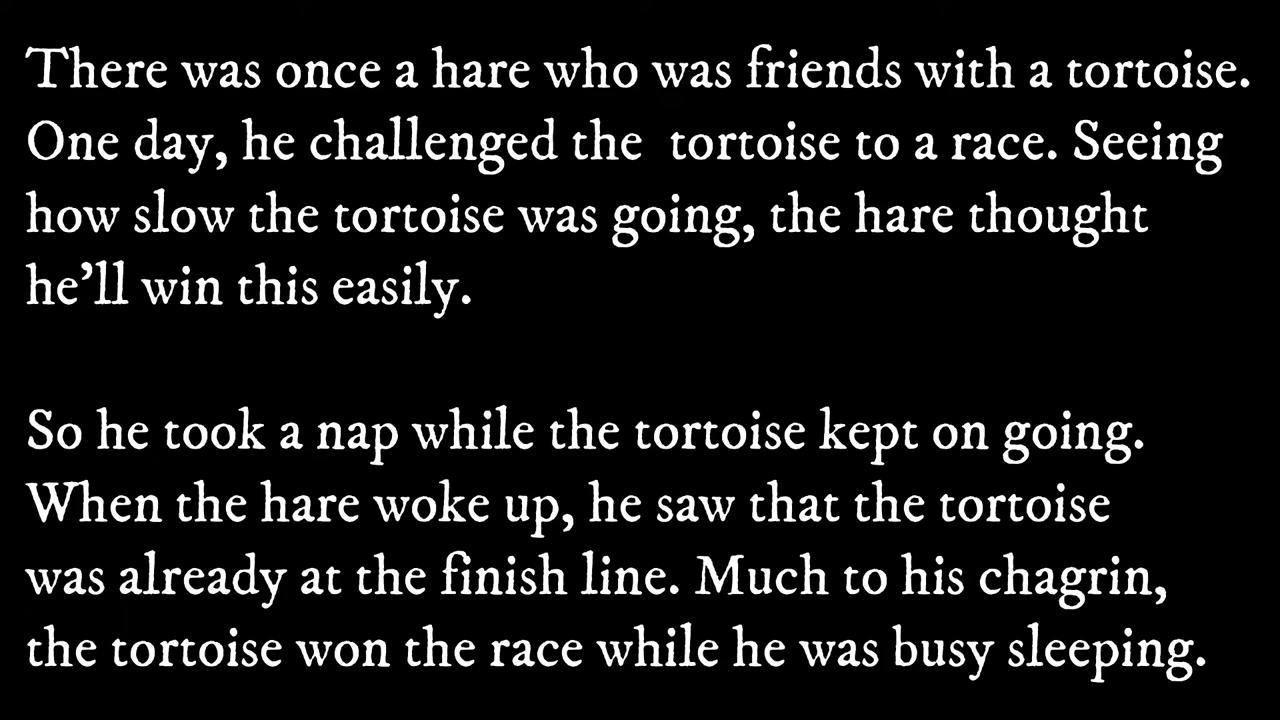 There was once a hare who was friends with a tortoise.
One day, he challenged the  tortoise to a race. Seeing
how slow the tortoise was going, the hare thought
he’ll win this easily.
So he took a nap while the tortoise kept on going.
When the hare woke up, he saw that the tortoise
was already at the finish line. Much to his chagrin,
the tortoise won the race while he was busy sleeping.